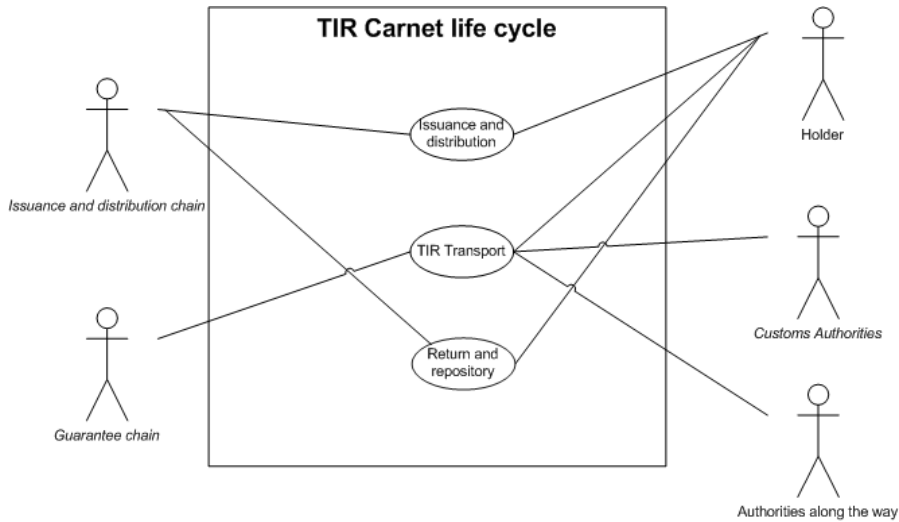 TIR Carnet life cycle
Issuance and
distribution
Holder
Issuance and distribution chain
TIR Transport
Customs Authorities
Return and
repository
Guarantee chain
Authorities along the way